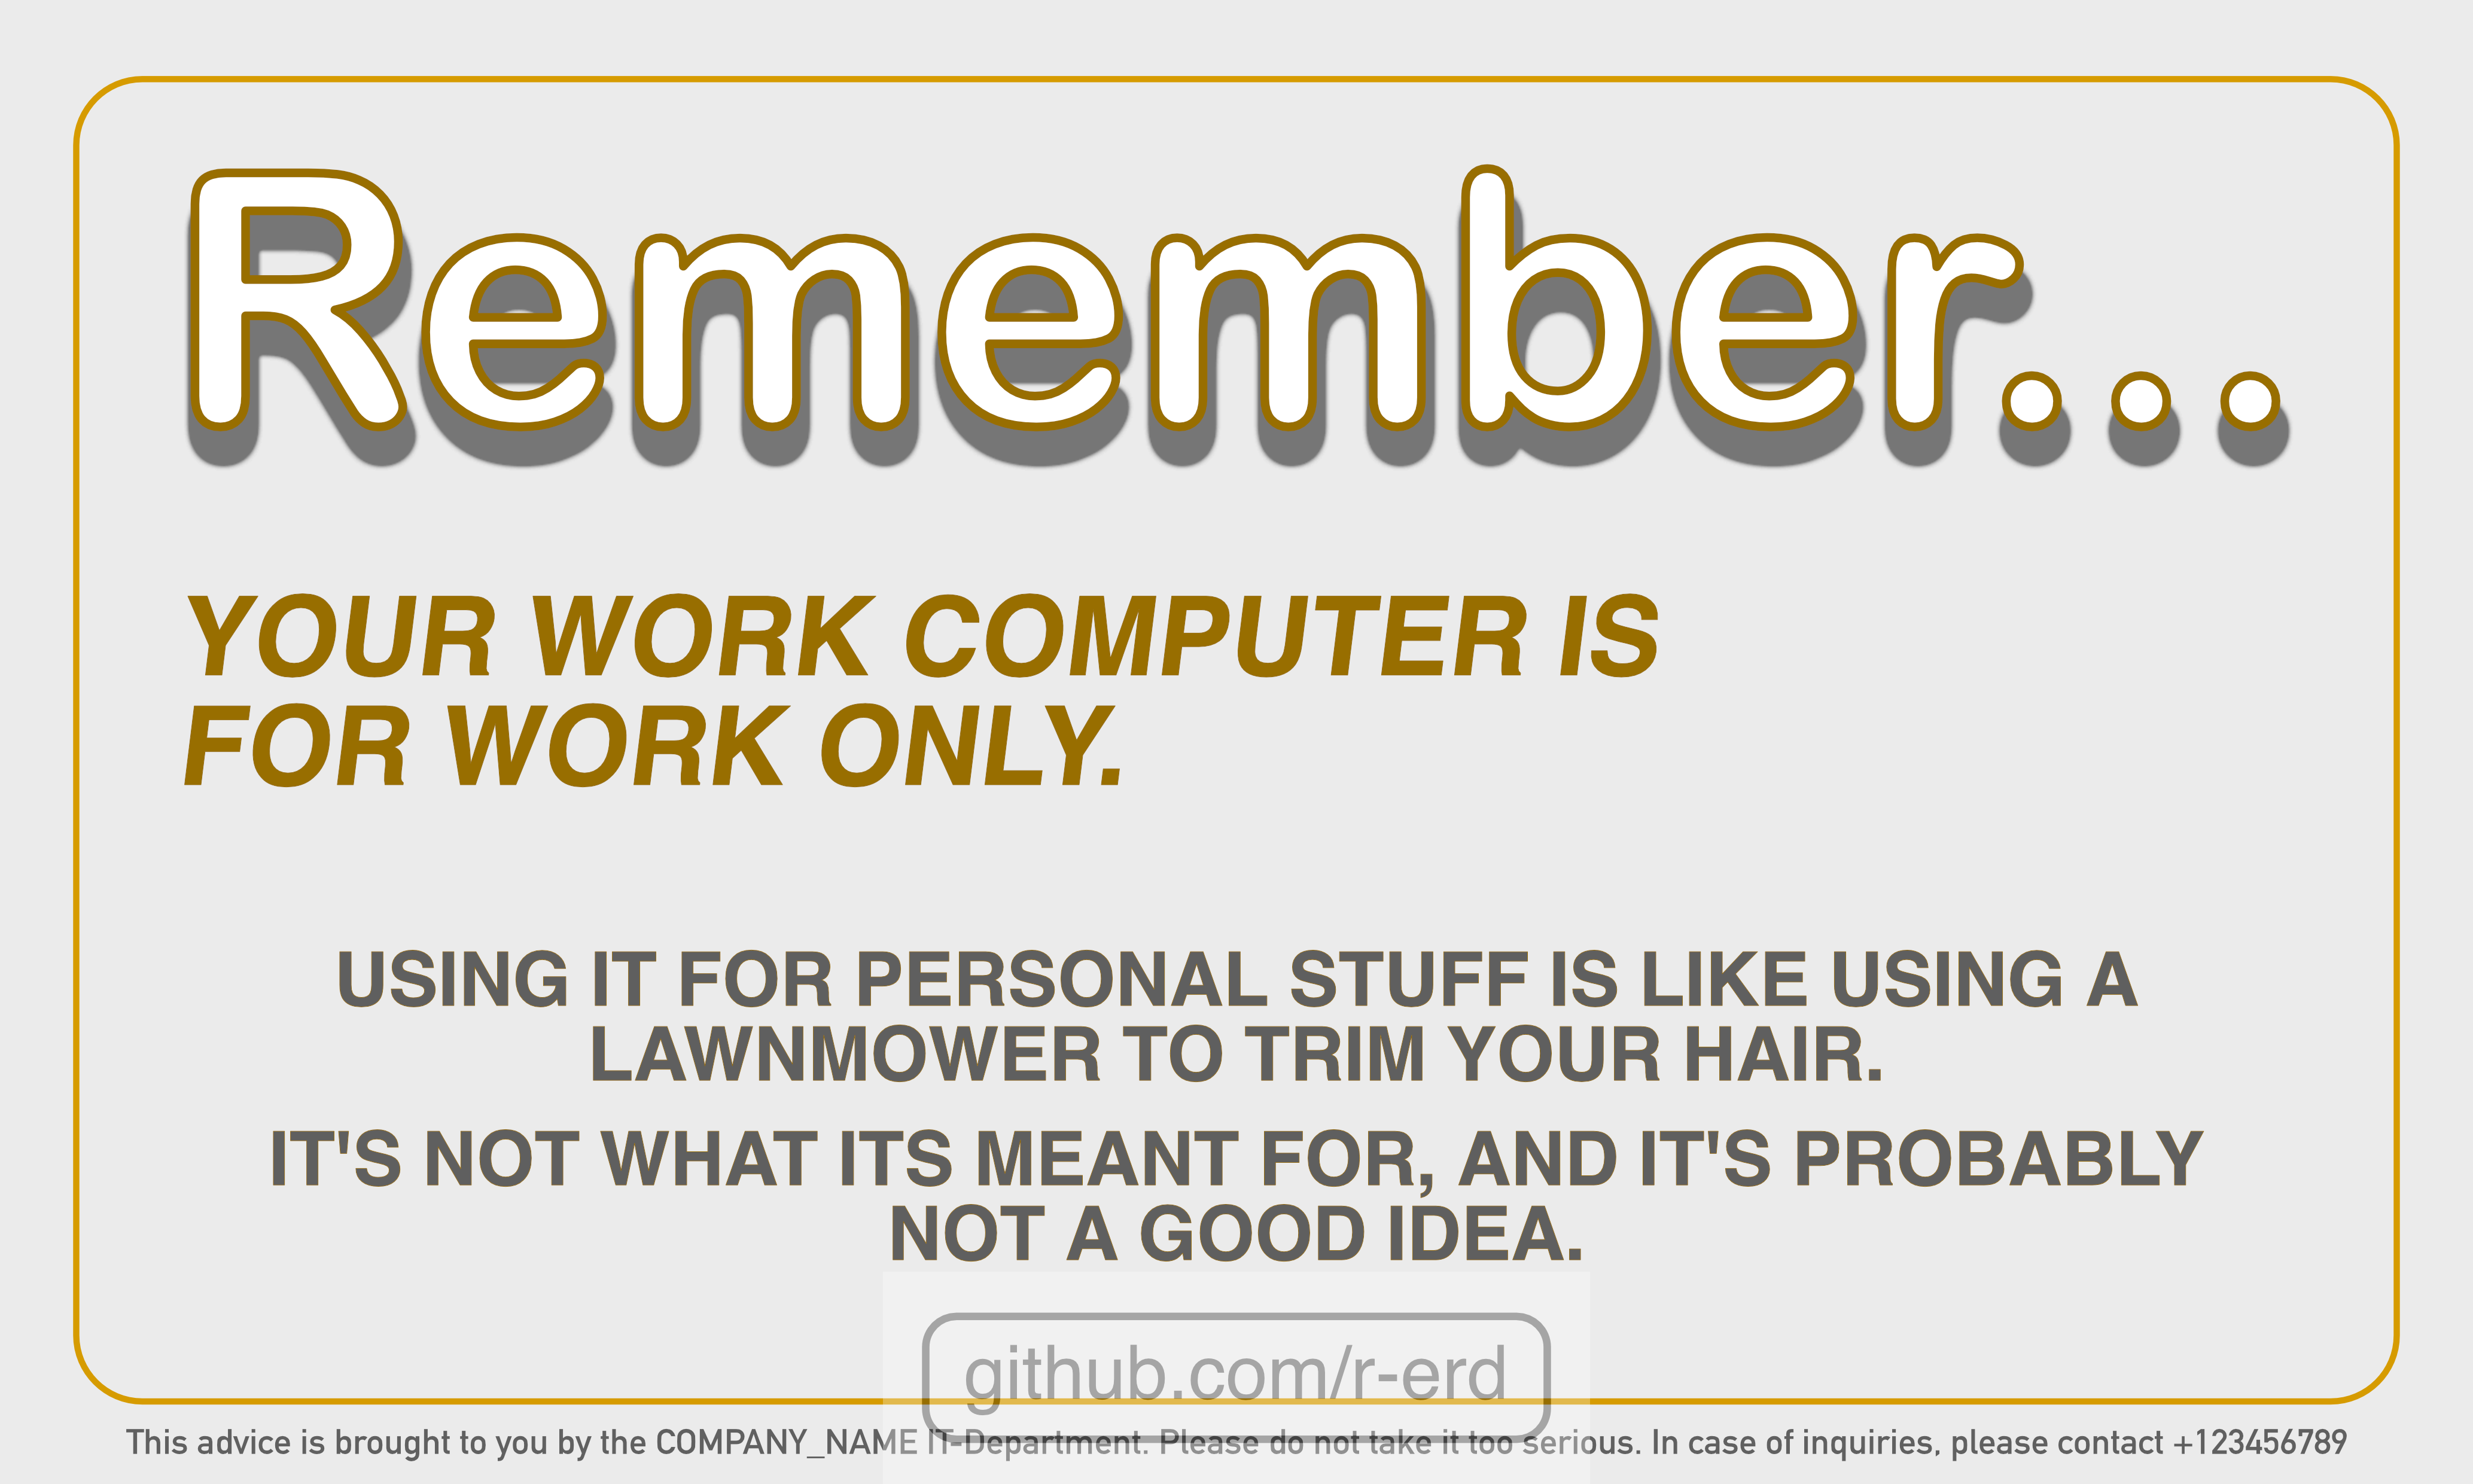 Remember...
YOUR WORK COMPUTER IS
FOR WORK ONLY.
USING IT FOR PERSONAL STUFF IS LIKE USING A
LAWNMOWER TO TRIM YOUR HAIR.
IT'S NOT WHAT ITS MEANT FOR, AND IT'S PROBABLY
NOT A GOOD IDEA.
github.com/r-erd
This advice is brought to you by the COMPANY_NAME IT-Department. Please do not take it too serious. In case of inquiries, please contact +123456789